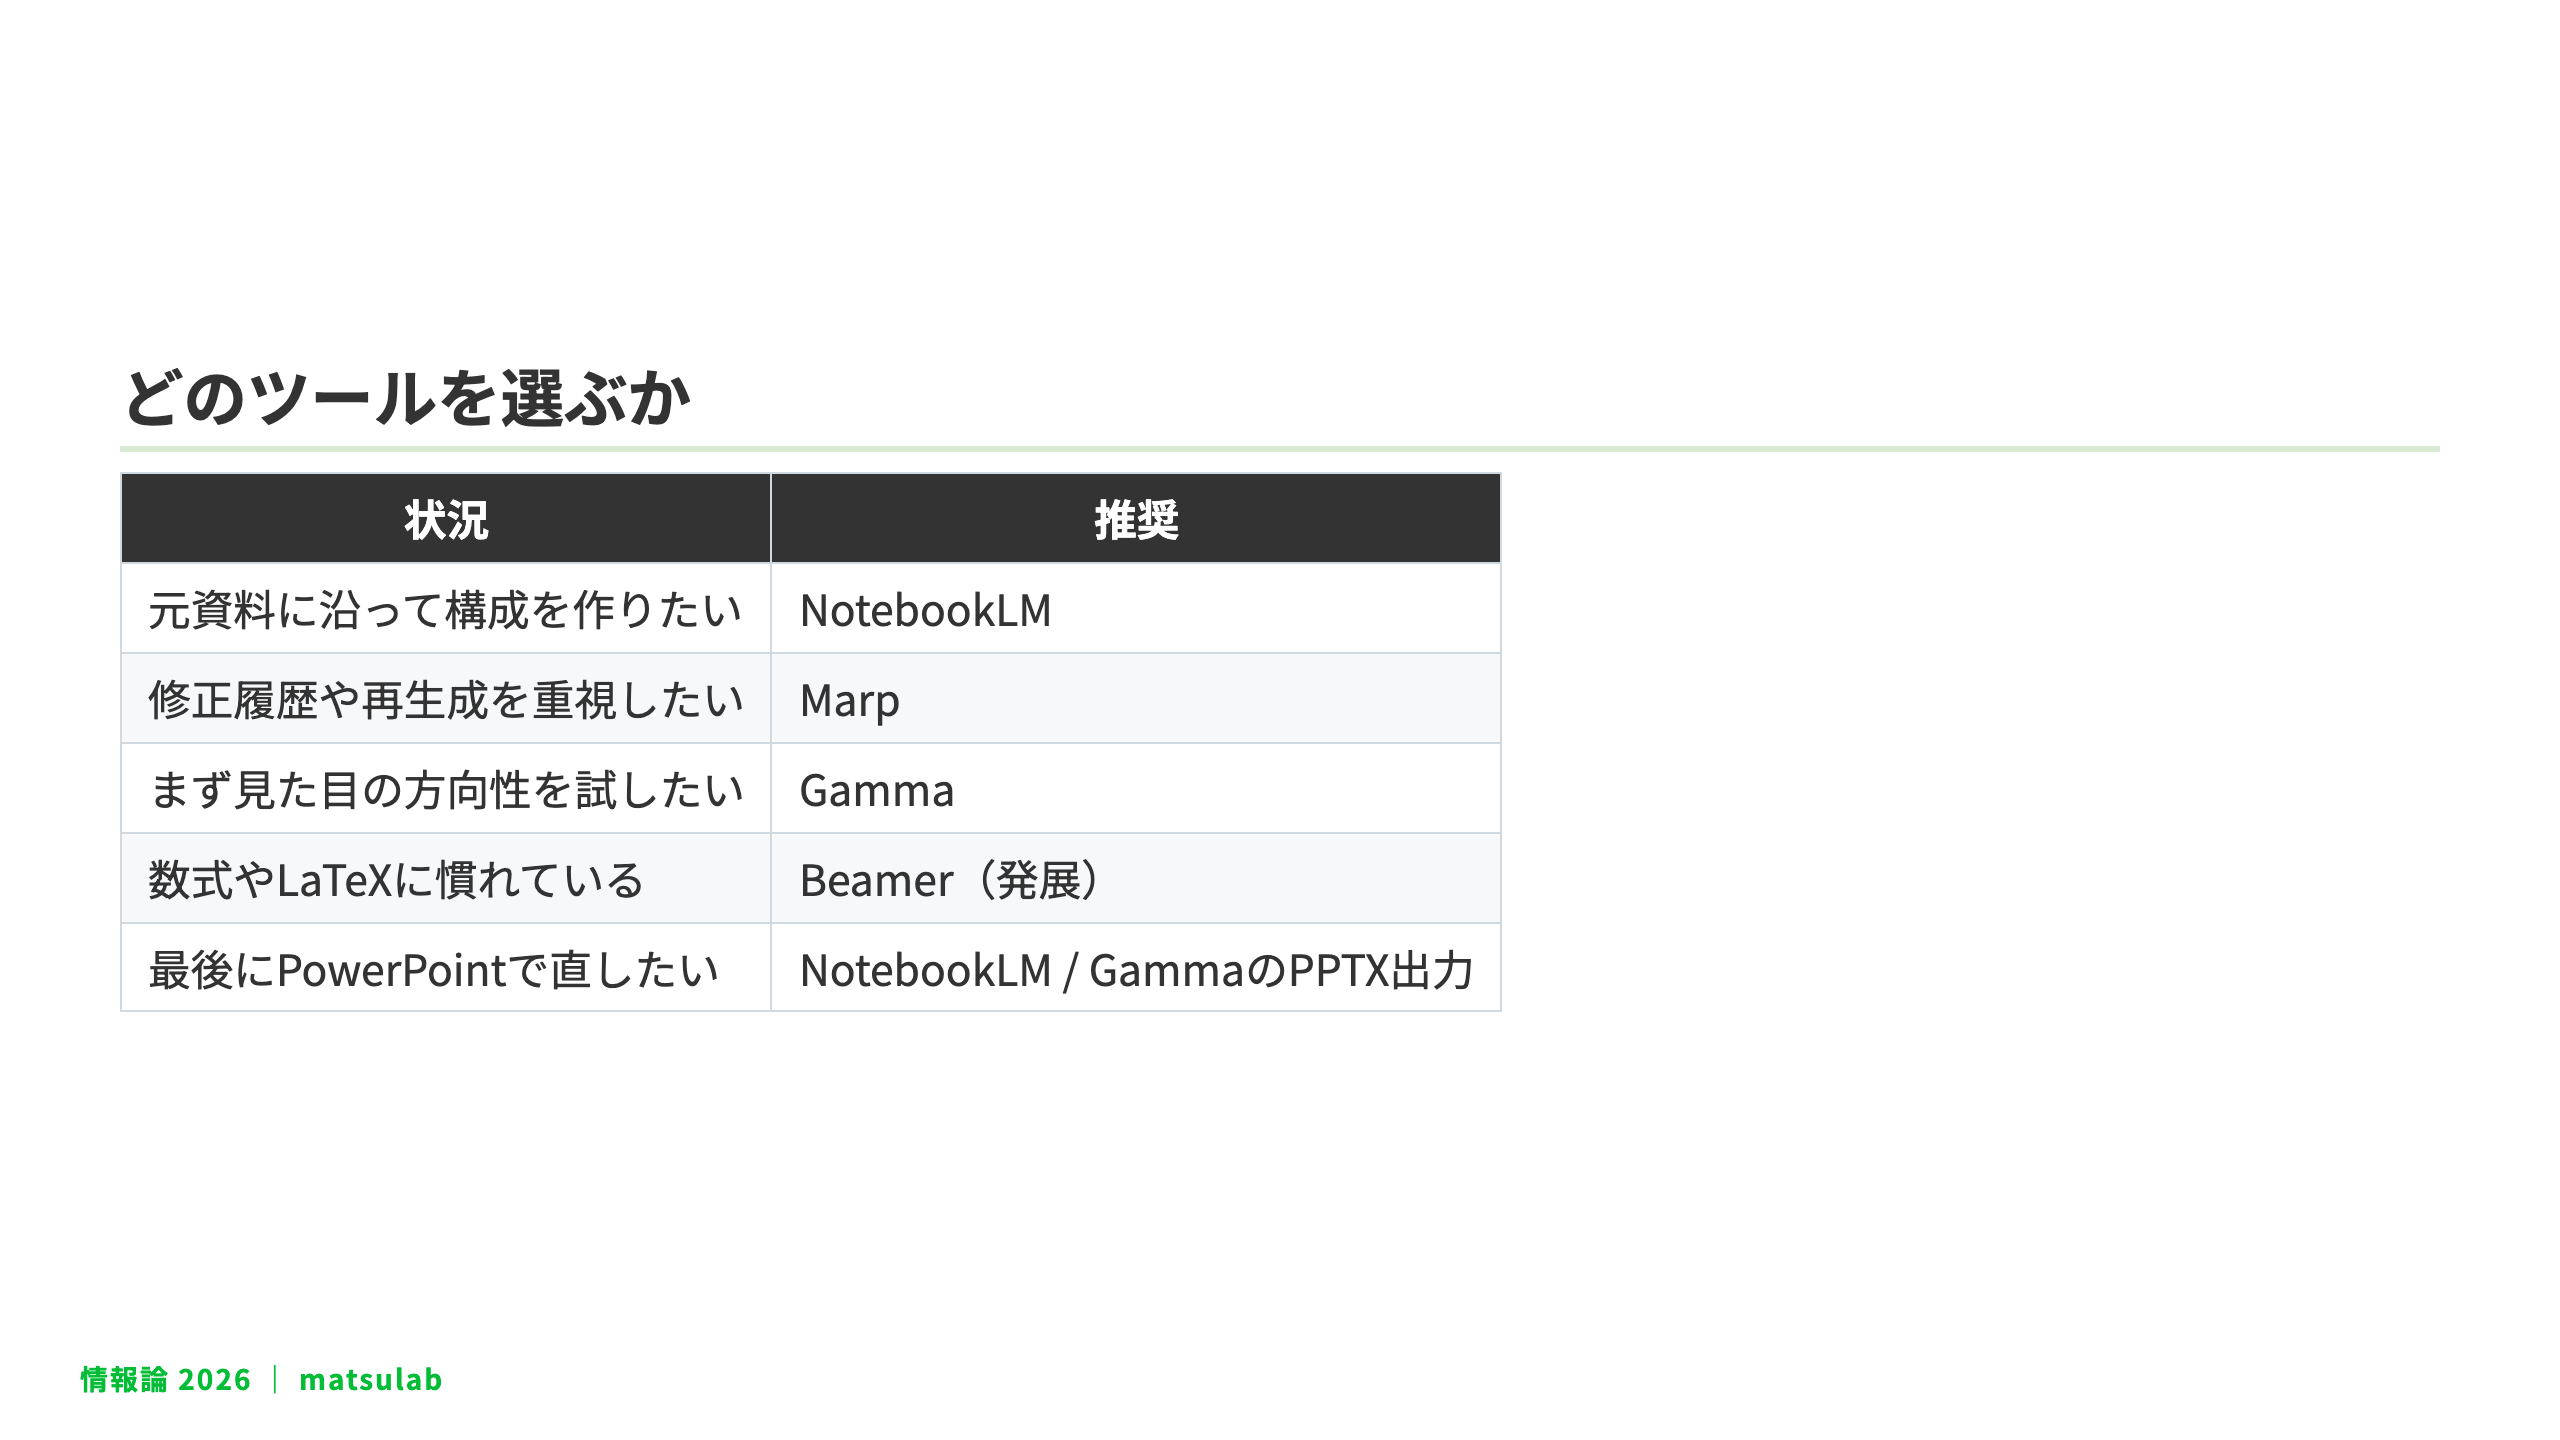 どのツールを選ぶか
状況 推奨
元資料に沿って構成を作りたい NotebookLM
修正履歴や再生成を重視したい Marp
まず見た目の方向性を試したい Gamma
数式やLaTeXに慣れている Beamer（発展）
最後にPowerPointで直したい NotebookLM / GammaのPPTX出力
情報論 2026 ｜ matsulab